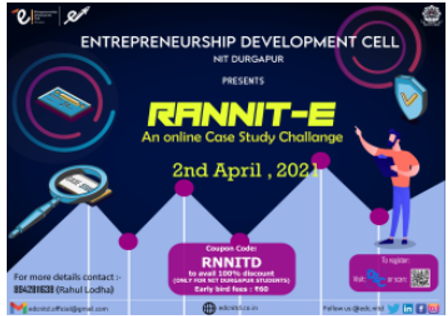 ENTREPRENEURSHIP DEVELOPMENT CELL
NIT DURGAPUR
PRESENTS
RANNIT-E
An online Case Study Challange
2nd April , 2021
Coupon Code:
RNNITD
to avail 100% discount
(ONLY FOR NIT DURGAPUR STUDENTS)
Early bird fees : ₹60
For more details contact :-
(Rahul Lodha)
To register:
Visit:
or scan:
edcnitd.official@gmail.com
edcnitd.co.in
Follow us @edc_nitd